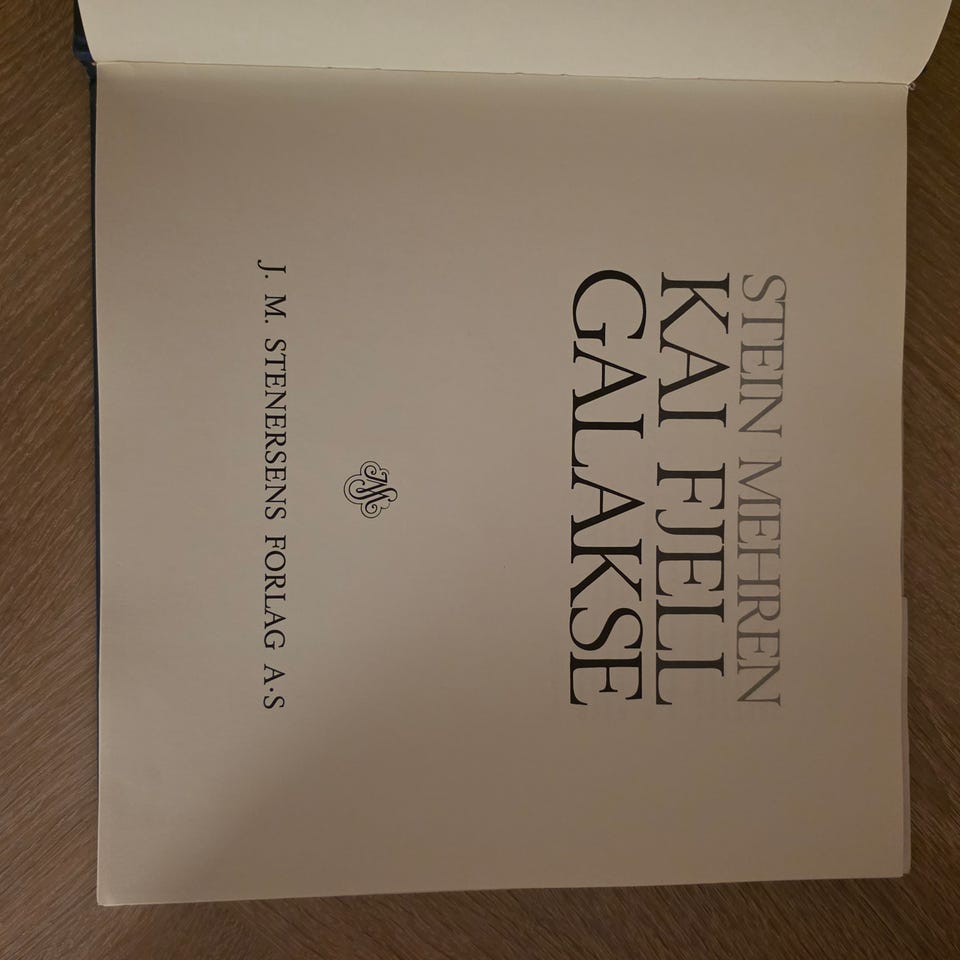 STEIN MEHREN
KAI FJELL
GALAKSE
J. M. STENERSENS FORLAG A·S